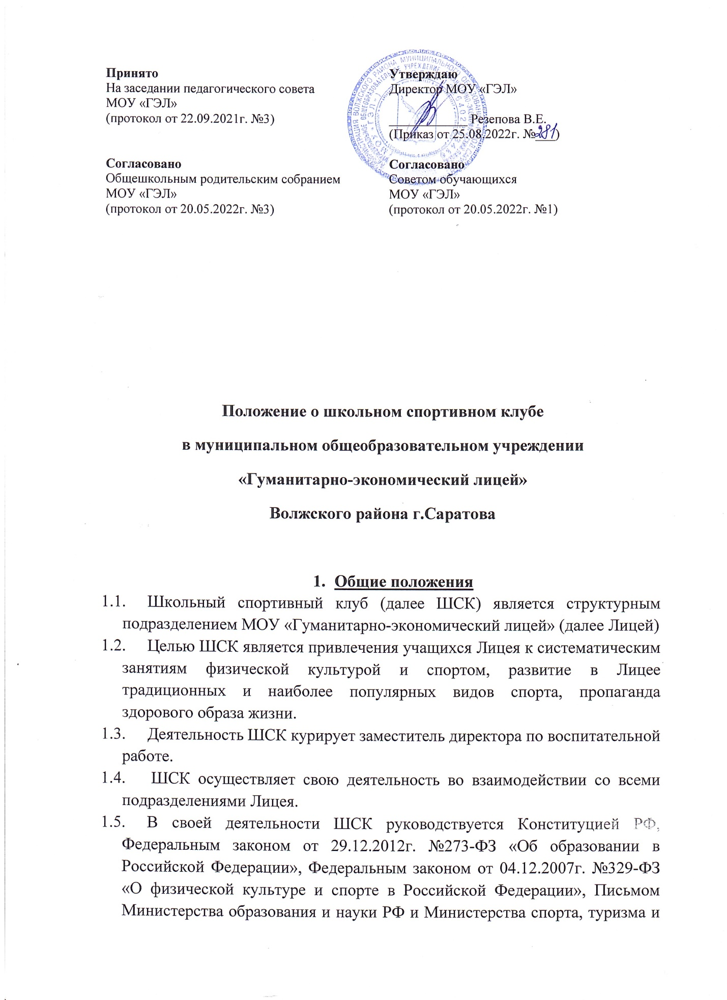 Принято
На заседании педагогического совета
МОУ «ГЭЛ»
(протокол от 22.09.2021г. №3)
Утверждаю
Директор МОУ «ГЭЛ»
____________ Резепова В.Е.
(Приказ от 25.08.2022г. №281)
Согласовано
Общешкольным родительским собранием
МОУ «ГЭЛ»
(протокол от 20.05.2022г. №3)
Согласовано
Советом обучающихся
МОУ «ГЭЛ»
(протокол от 20.05.2022г. №1)
Положение о школьном спортивном клубе
в муниципальном общеобразовательном учреждении
«Гуманитарно-экономический лицей»
Волжского района г.Саратова
1. Общие положения
1.1. Школьный спортивный клуб (далее ШСК) является структурным
подразделением МОУ «Гуманитарно-экономический лицей» (далее Лицей)
1.2. Целью ШСК является привлечения учащихся Лицея к систематическим
занятиям физической культурой и спортом, развитие в Лицее
традиционных и наиболее популярных видов спорта, пропаганда
здорового образа жизни.
1.3. Деятельность ШСК курирует заместитель директора по воспитательной
работе.
1.4. ШСК осуществляет свою деятельность во взаимодействии со всеми
подразделениями Лицея.
1.5. В своей деятельности ШСК руководствуется Конституцией РФ,
Федеральным законом от 29.12.2012г. №273-ФЗ «Об образовании в
Российской Федерации», Федеральным законом от 04.12.2007г. №329-ФЗ
«О физической культуре и спорте в Российской Федерации», Письмом
Министерства образования и науки РФ и Министерства спорта, туризма и